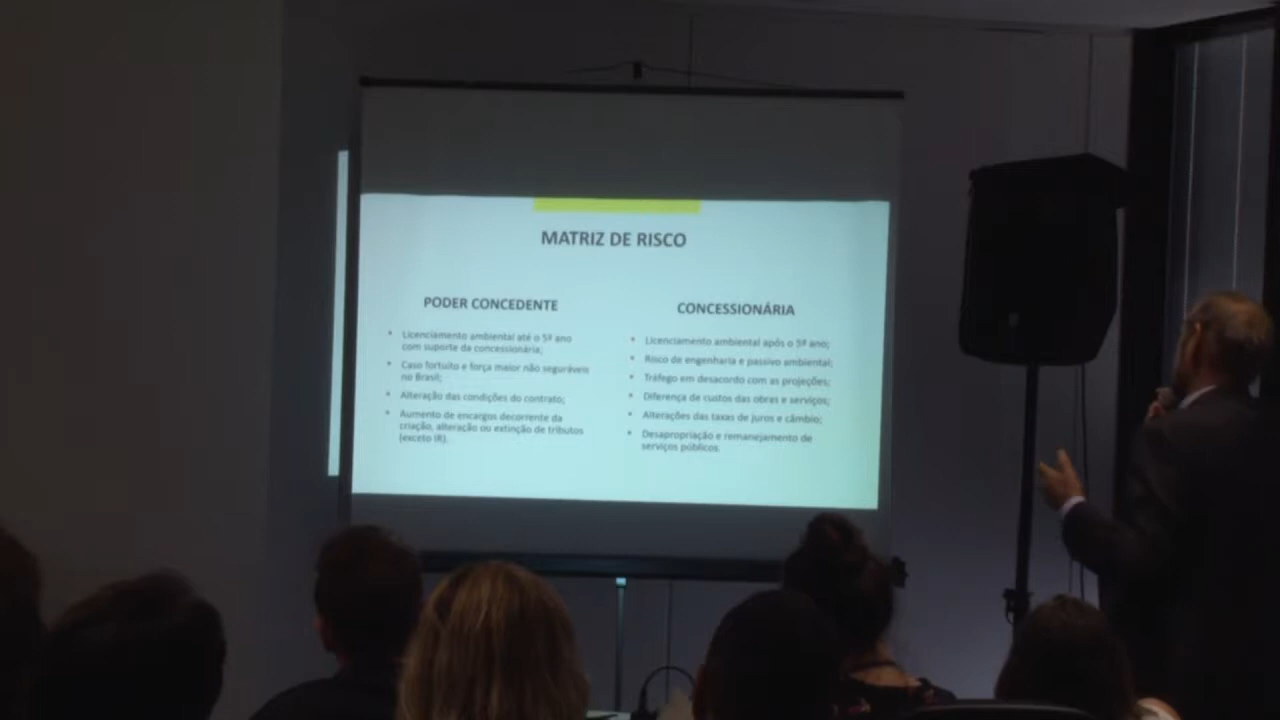 MATRIZ DE RISCO
PODER CONCEDENTE
• Licenciamento ambiental até o 5º ano
com suporte da concessionária;
• Caso fortuito e força maior não seguráveis
no Brasil;
• Alteração das condições do contrato;
• Aumento de encargos decorrente da
criação, alteração ou extinção de tributos
(exceto IR).
CONCESSIONÁRIA
• Licenciamento ambiental após o 5º ano;
• Risco de engenharia e passivo ambiental;
• Tráfego em desacordo com as projeções;
• Diferença de custos das obras e serviços;
• Alterações das taxas de juros e câmbio;
• Desapropriação e remanejamento de
serviços públicos.